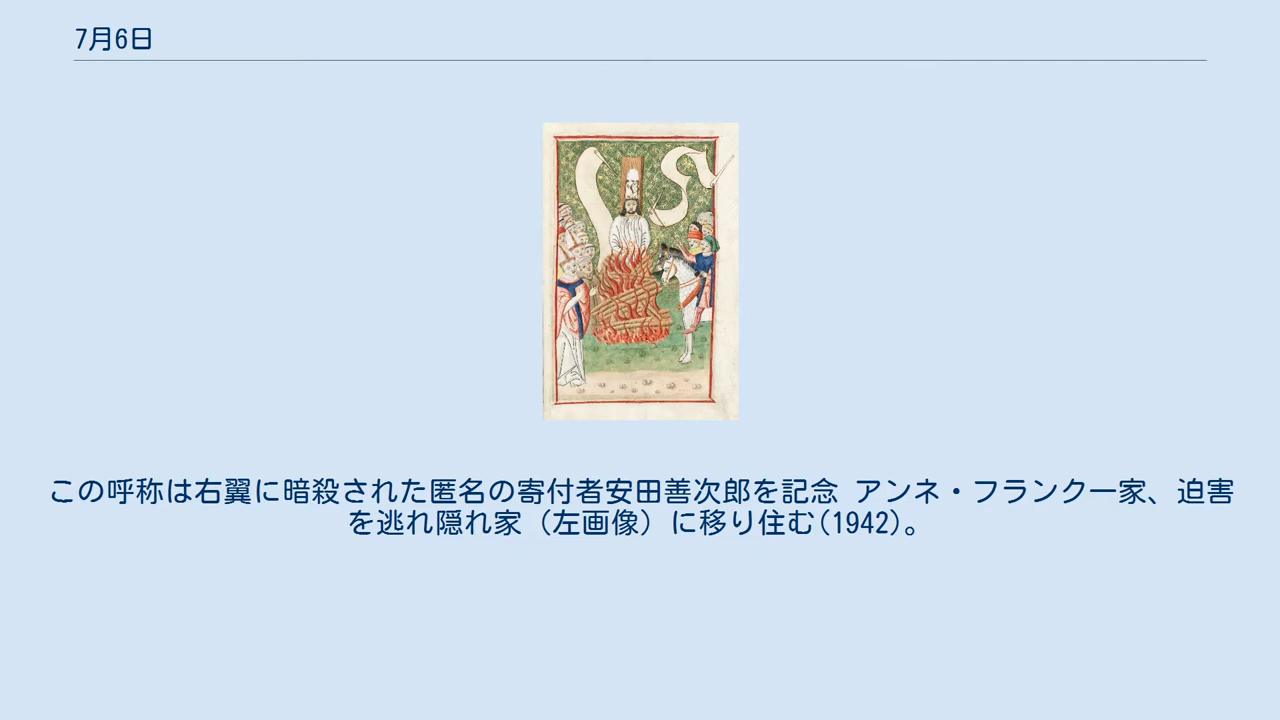 7月6日
この呼称は右翼に暗殺された匿名の寄付者安田善次郎を記念 アンネ・フランク一家、迫害
を逃れ隠れ家（左画像）に移り住む(1942)。